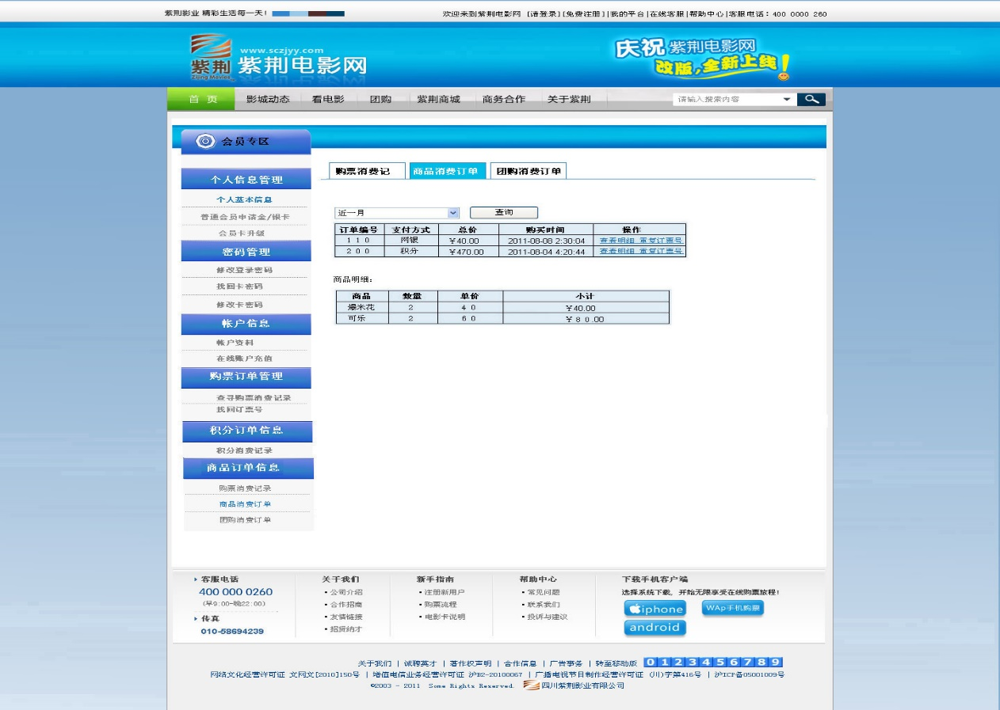 紫荆影业 精彩生活每一天!
欢迎来到紫荆电影网 [请登录][免费注册]|我的平台|在线客服|帮助中心|客服电话: 400 0000 260
www.sczjyy.com
紫荆 紫荆电影网
Zijing Movies
庆祝紫荆电影网
改版,全新上线!
首 页 影城动态 看电影 团购 紫荆商城 商务合作 关于紫荆 请输入搜索内容
会员专区
个人信息管理
个人基本信息
普通会员申请金/银卡
会员卡升级
密码管理
修改登录密码
找回卡密码
修改卡密码
帐户信息
帐户资料
在线账户充值
购票订单管理
查寻购票消费记录
找回订票号
积分订单信息
积分消费记录
商品订单信息
购票消费记录
商品消费订单
团购消费订单
购票消费记 商品消费订单 团购消费订单
近一月 查询
订单编号 支付方式 总价 购买时间 操作
1 1 0 网银 ￥40.00 2011-08-08 2:30:04 查看明细 重复订票号
2 0 0 积分 ￥470.00 2011-08-04 4:20:44 查看明细 重复订票号
商品明细:
商品 数量 单价 小计
爆米花 2 4 0 ￥40.00
可乐 2 6 0 ￥8 0.00
客服电话
400 000 0260
(早9:00-晚22:00)
传真
010-58694239
关于我们
• 公司介绍
• 合作招商
• 友情链接
• 招贤纳才
新手指南
• 注册新用户
• 购票流程
• 电影卡说明
帮助中心
• 常见问题
• 联系我们
• 投诉与建议
下载手机客户端
选择系统下载, 开始无限享受在线购票旅程!
iphone WAp手机购票
android
关于我们 | 诚聘英才 | 著作权声明 | 合作信息 | 广告事务 | 转至移动版 0 1 2 3 4 5 6 7 8 9
网络文化经营许可证 文网文[2010]150号 | 增值电信业务经营许可证 沪B2-20100067 | 广播电视节目制作经营许可证 (川)字第416号 | 沪ICP备05001009号
©2003 - 2011 Some Rights Reserved. 四川紫荆影业有限公司